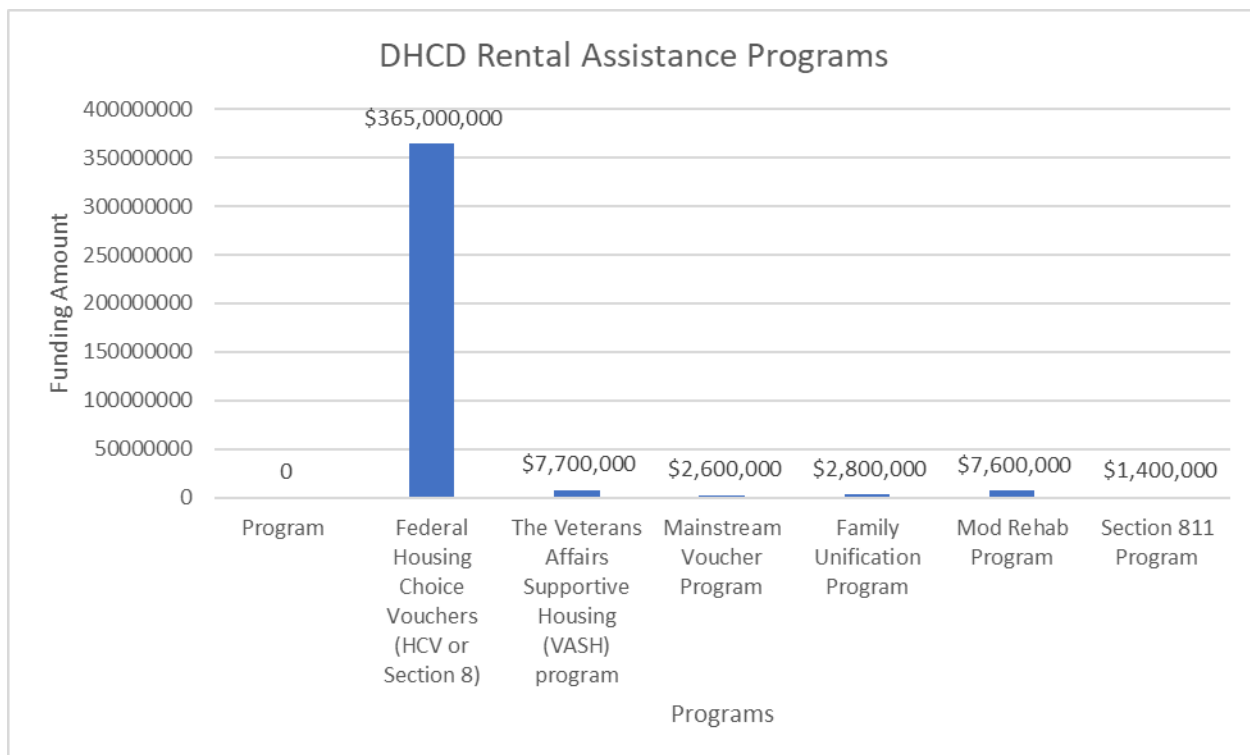 DHCD Rental Assistance Programs
400000000
350000000
300000000
250000000
200000000
150000000
100000000
50000000
0
Funding Amount
0
$365,000,000
$7,700,000
$2,600,000
$2,800,000
$7,600,000
$1,400,000
Program
Federal
Housing
Choice
Vouchers
(HCV or
Section 8)
The Veterans
Affairs
Supportive
Housing
(VASH)
program
Mainstream
Voucher
Program
Family
Unification
Program
Mod Rehab
Program
Section 811
Program
Programs